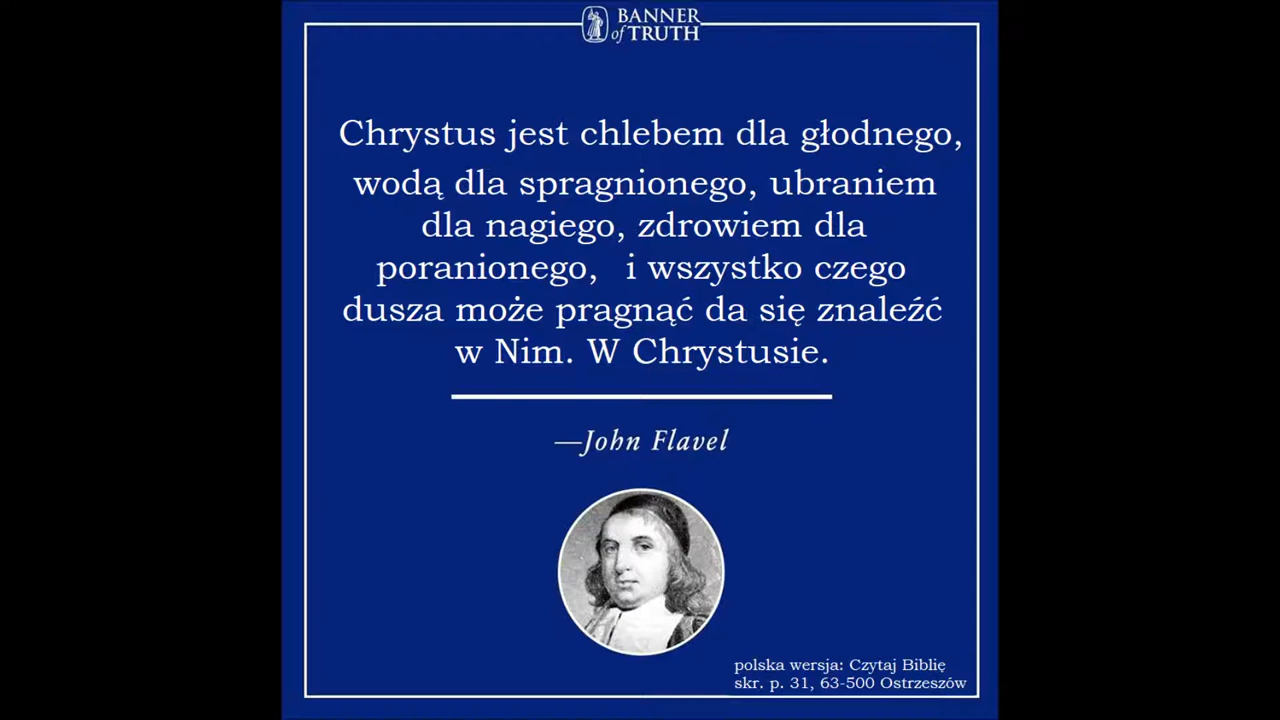 BANNER
of TRUTH
Chrystus jest chlebem dla głodnego,
wodą dla spragnionego, ubraniem
dla nagiego, zdrowiem dla
poranionego, i wszystko czego
dusza może pragnąć da się znaleźć
w Nim. W Chrystusie.
—John Flavel
polska wersja: Czytaj Biblię
skr. p. 31, 63-500 Ostrzeszów